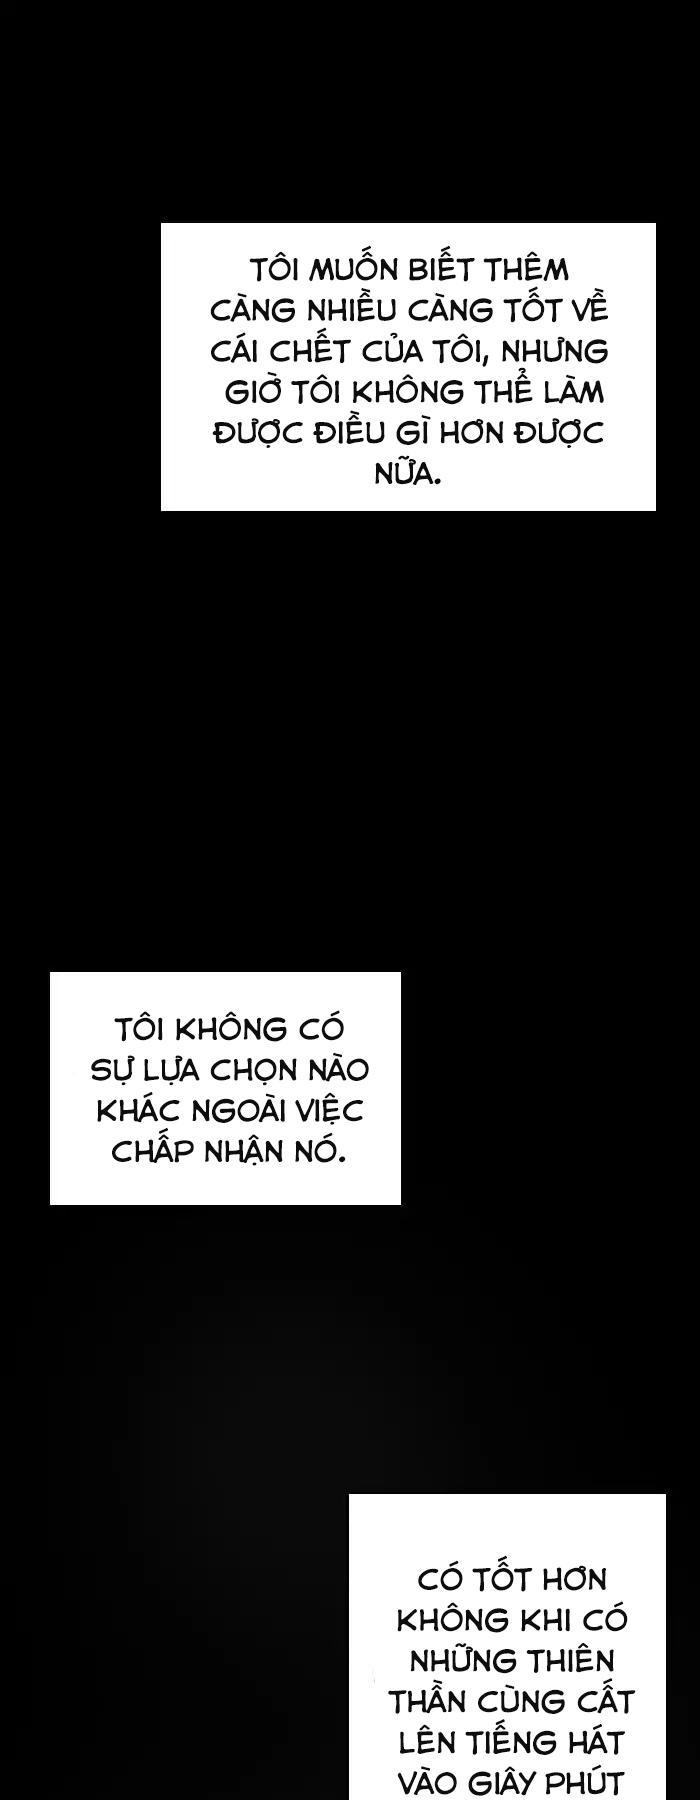 TÔI MUỐN BIẾT THÊM
CÀNG NHIỀU CÀNG TỐT VỀ
CÁI CHẾT CỦA TÔI, NHƯNG
GIỜ TÔI KHÔNG THỂ LÀM
ĐƯỢC ĐIỀU GÌ HƠN ĐƯỢC
NỮA.
TÔI KHÔNG CÓ
SỰ LỰA CHỌN NÀO
KHÁC NGOÀI VIỆC
CHẤP NHẬN NÓ.
CÓ TỐT HƠN
KHÔNG KHI CÓ
NHỮNG THIÊN
THẦN CÙNG CẤT
LÊN TIẾNG HÁT
VÀO GIÂY PHÚT